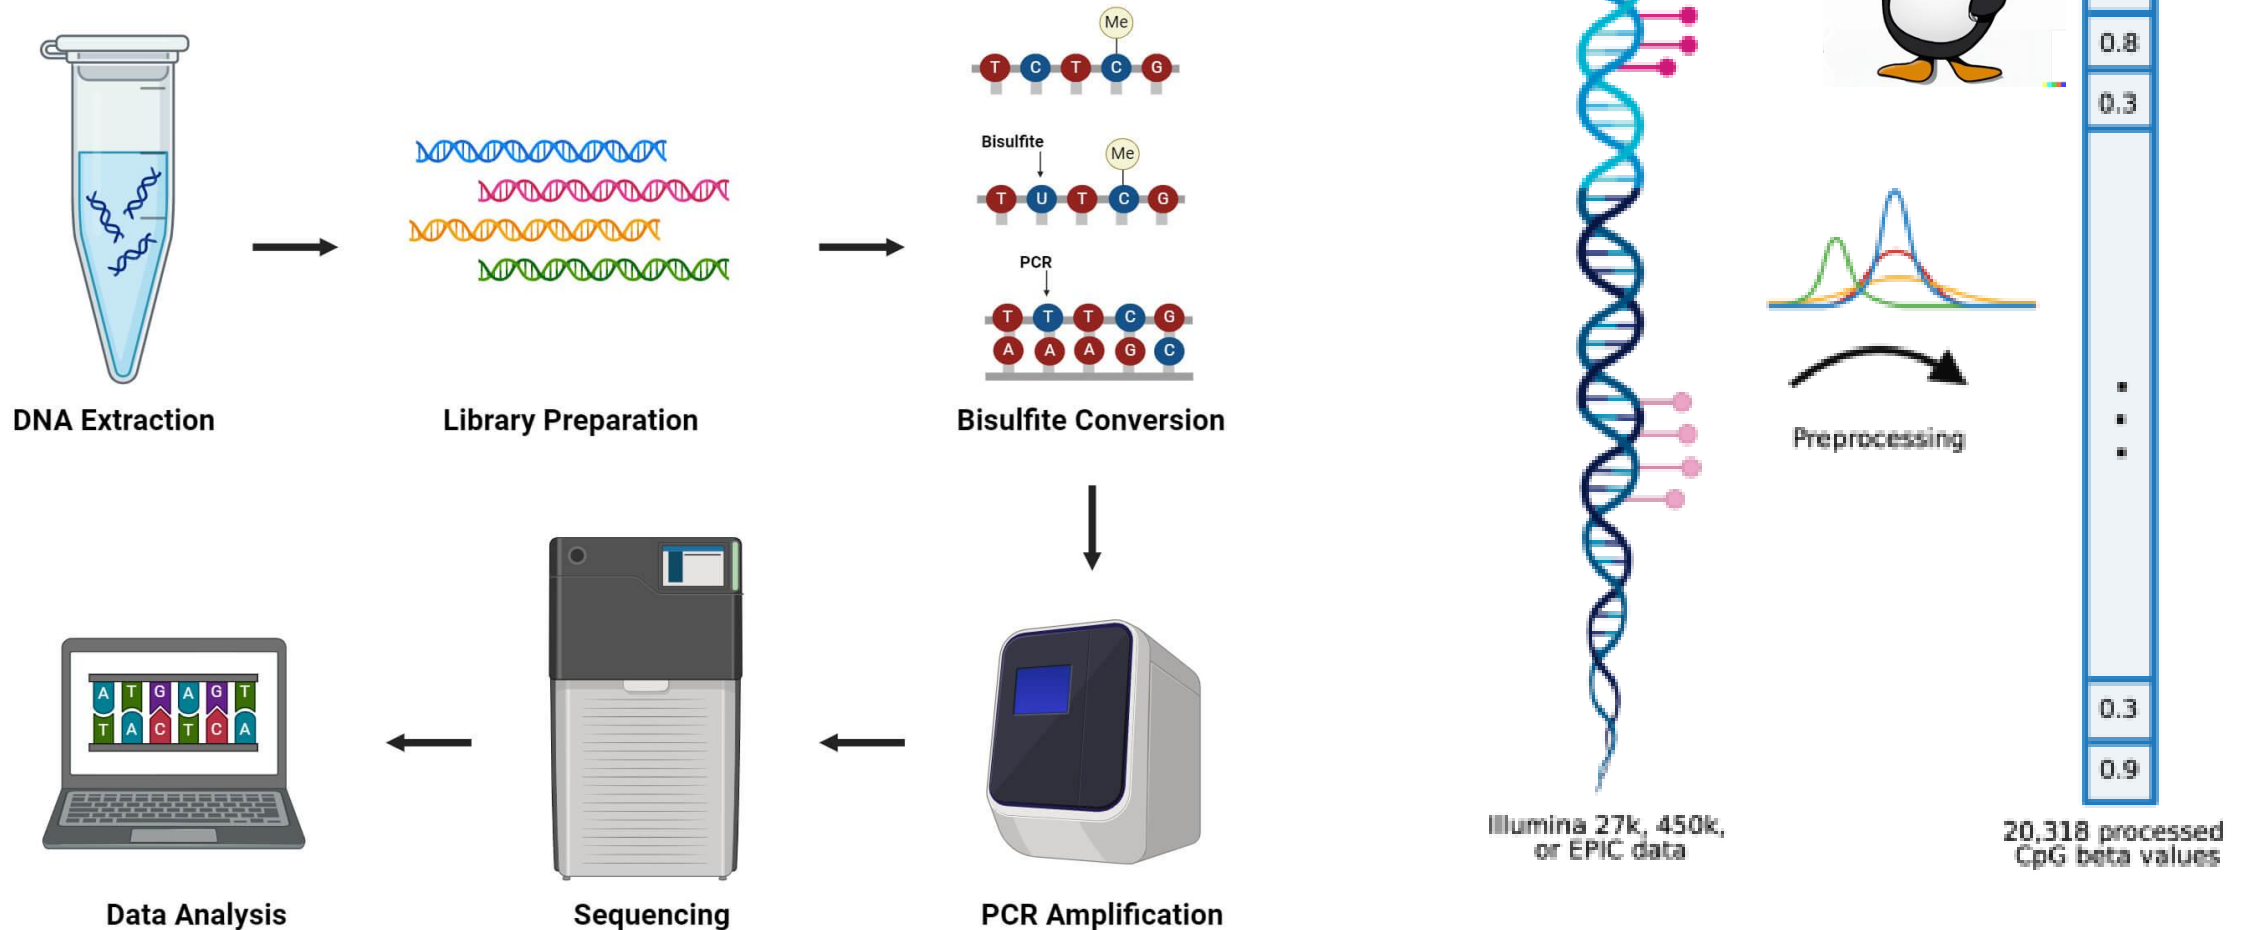 DNA Extraction
Library Preparation
Me
T C T C G
Bisulfite
Me
T U T C G
PCR
T T T C G
A A A G C
Bisulfite Conversion
PCR Amplification
Sequencing
A T G A G T
T A C T C A
Data Analysis
Illumina 27k, 450k,
or EPIC data
Preprocessing
0.8
0.3
0.3
0.9
20,318 processed
CpG beta values